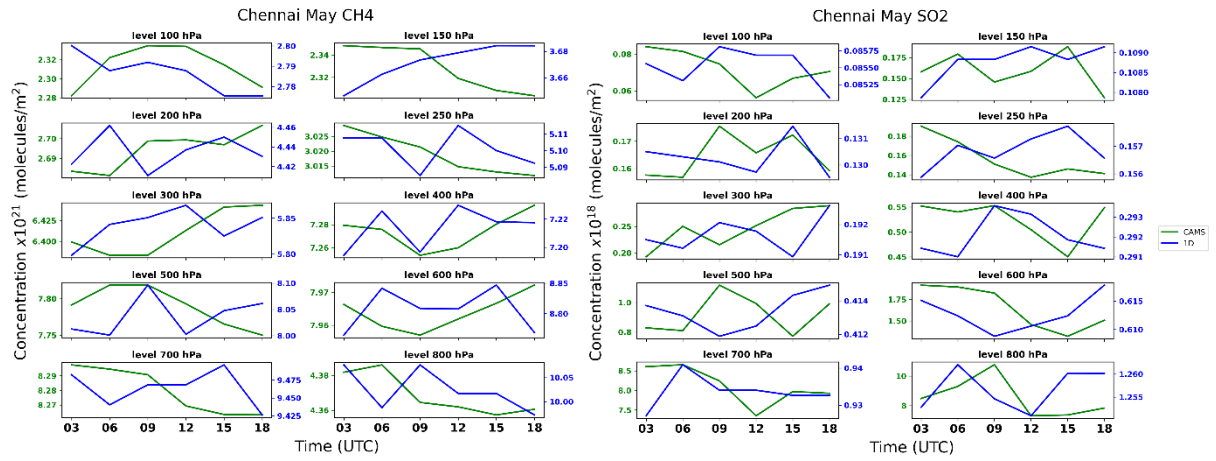 Chennai May CH4
Concentration x10²¹ (molecules/m²)
level 100 hPa
2.32
2.30
2.28
2.80
2.79
2.78
level 150 hPa
2.34
2.32
3.68
3.66
level 200 hPa
2.70
2.69
4.46
4.44
4.42
level 250 hPa
3.025
3.015
5.11
5.10
5.09
level 300 hPa
6.425
6.400
5.85
5.80
level 400 hPa
7.28
7.26
7.22
7.20
level 500 hPa
7.80
7.75
8.10
8.05
8.00
level 600 hPa
7.97
7.96
8.85
8.80
level 700 hPa
8.29
8.28
8.27
9.475
9.450
9.425
level 800 hPa
4.38
4.36
10.05
10.00
03 06 09 12 15 18
03 06 09 12 15 18
Time (UTC)
Chennai May SO2
Concentration x10¹⁸ (molecules/m²)
level 100 hPa
0.08
0.06
0.08575
0.08550
0.08525
level 150 hPa
0.175
0.150
0.125
0.1090
0.1085
0.1080
level 200 hPa
0.17
0.16
0.131
0.130
level 250 hPa
0.18
0.16
0.14
0.157
0.156
level 300 hPa
0.25
0.20
0.192
0.191
level 400 hPa
0.55
0.50
0.45
0.293
0.292
0.291
level 500 hPa
1.0
0.8
0.414
0.412
level 600 hPa
1.75
1.50
0.615
0.610
level 700 hPa
8.5
8.0
7.5
0.94
0.93
level 800 hPa
10
8
1.260
1.255
03 06 09 12 15 18
03 06 09 12 15 18
Time (UTC)
CAMS
1D